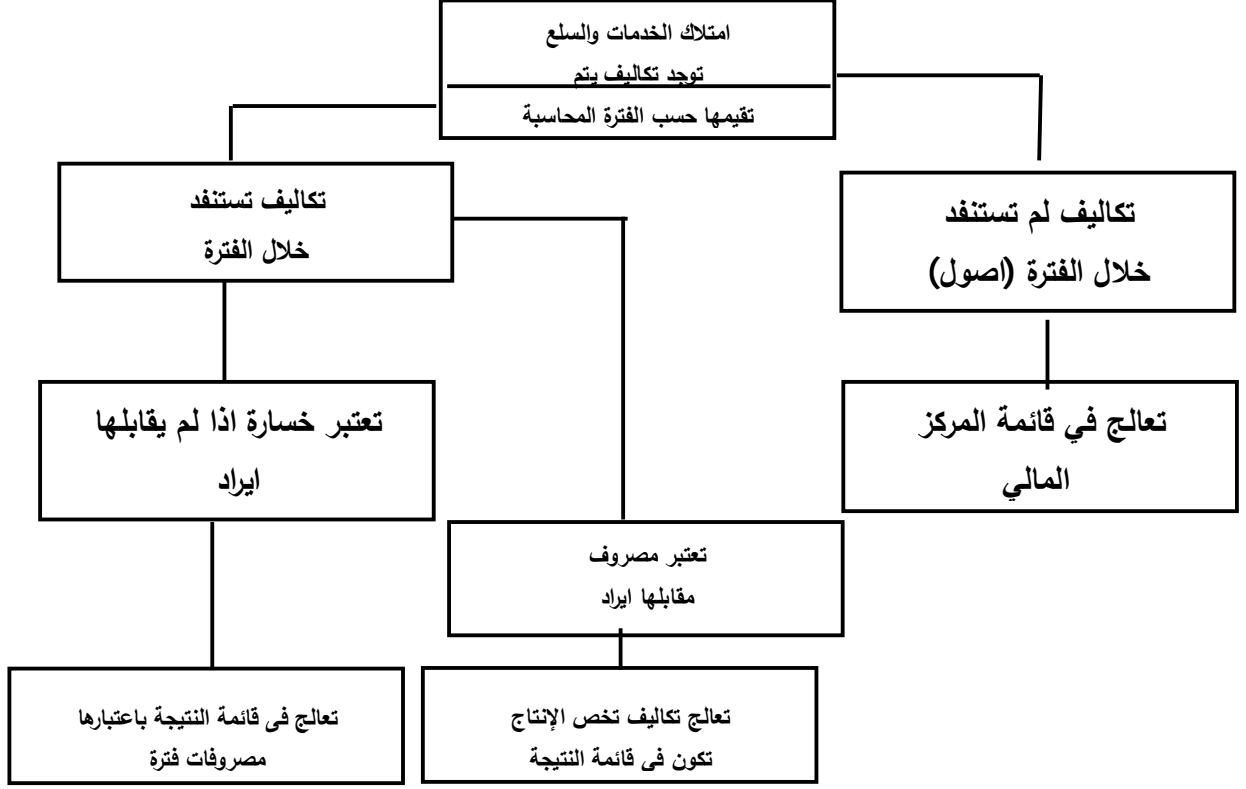 امتلاك الخدمات والسلع
توجد تكاليف يتم
تقيمها حسب الفترة المحاسبة
تكاليف لم تستنفد
خلال الفترة (اصول)
تكاليف تستنفد
خلال الفترة
تعالج في قائمة المركز
المالي
تعتبر خسارة اذا لم يقابلها
ايراد
تعتبر مصروف
مقابلها ايراد
تعالج تكاليف تخص الإنتاج
تكون فى قائمة النتيجة
تعالج فى قائمة النتيجة باعتبارها
مصروفات فترة